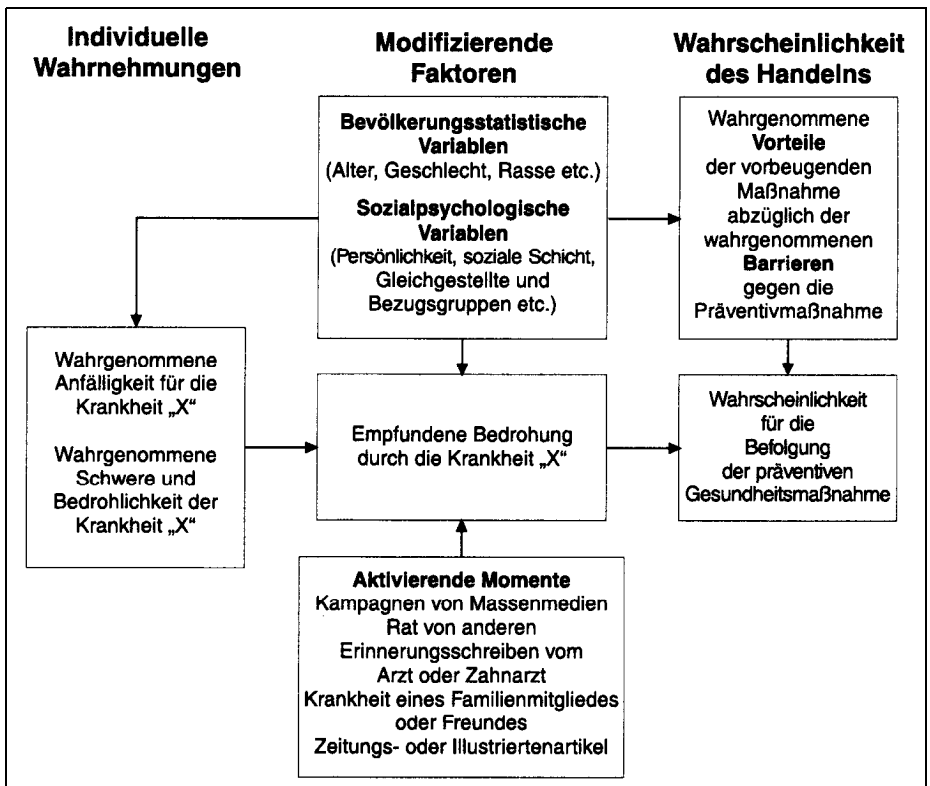 Individuelle
Wahrnehmungen
Modifizierende
Faktoren
Wahrscheinlichkeit
des Handelns
Bevölkerungsstatistische
Variablen
(Alter, Geschlecht, Rasse etc.)
Sozialpsychologische
Variablen
(Persönlichkeit, soziale Schicht,
Gleichgestellte und
Bezugsgruppen etc.)
Wahrgenommene
Vorteile
der vorbeugenden
Maßnahme
abzüglich der
wahrgenommenen
Barrieren
gegen die
Präventivmaßnahme
Wahrgenommene
Anfälligkeit für die
Krankheit „X“
Wahrgenommene
Schwere und
Bedrohlichkeit der
Krankheit „X“
Empfundene Bedrohung
durch die Krankheit „X“
Wahrscheinlichkeit
für die
Befolgung
der präventiven
Gesundheitsmaßnahme
Aktivierende Momente
Kampagnen von Massenmedien
Rat von anderen
Erinnerungsschreiben vom
Arzt oder Zahnarzt
Krankheit eines Familienmitgliedes
oder Freundes
Zeitungs- oder Illustriertenartikel